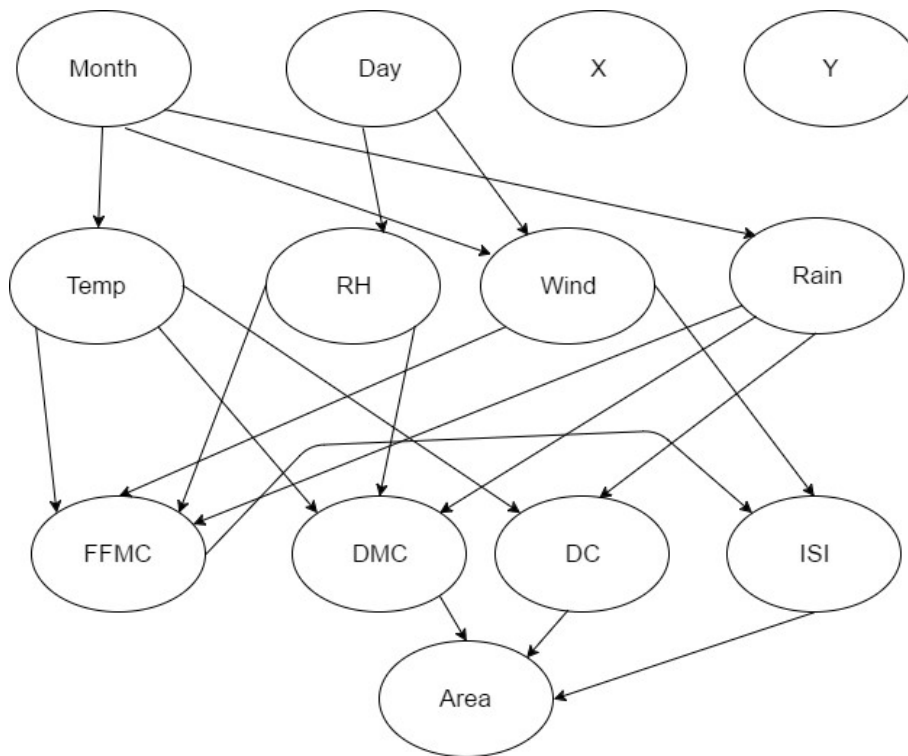 Month
Day
X
Y
Temp
RH
Wind
Rain
FFMC
DMC
DC
ISI
Area